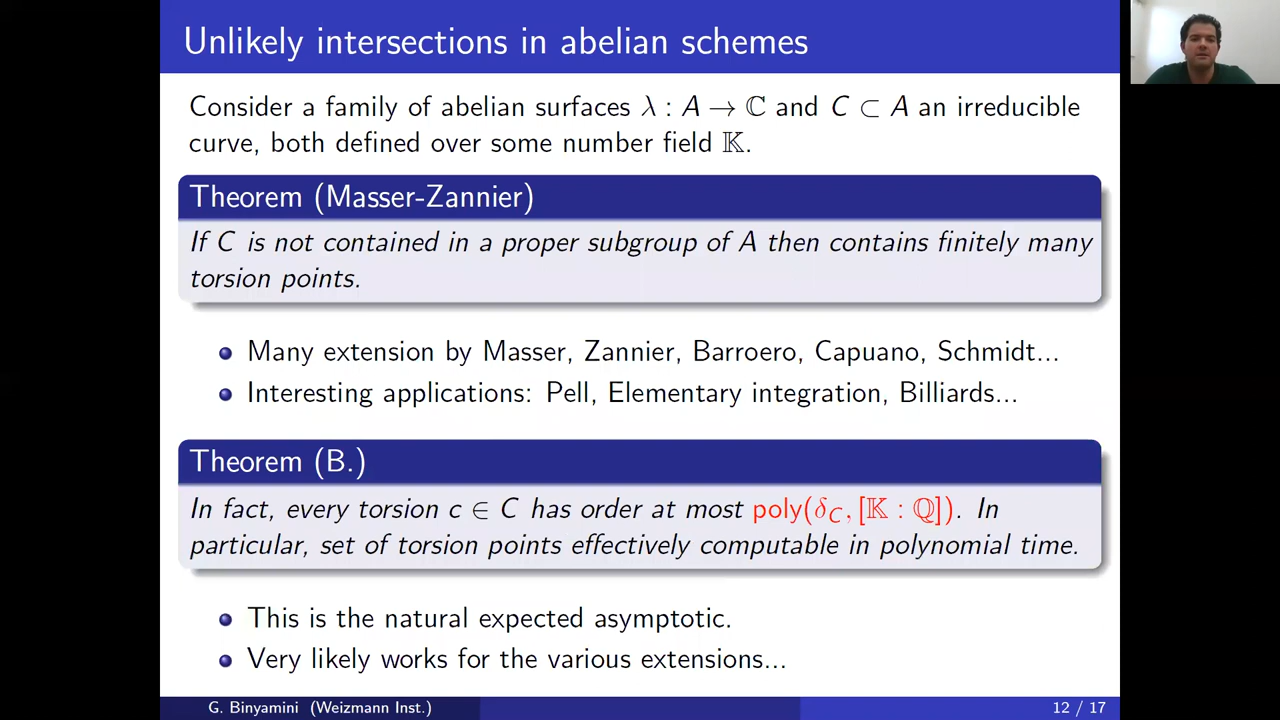 Unlikely intersections in abelian schemes
Consider a family of abelian surfaces λ : A → ℂ and C ⊂ A an irreducible
curve, both defined over some number field 𝕂.
Theorem (Masser-Zannier)
If C is not contained in a proper subgroup of A then contains finitely many
torsion points.
Many extension by Masser, Zannier, Barroero, Capuano, Schmidt...
Interesting applications: Pell, Elementary integration, Billiards...
Theorem (B.)
In fact, every torsion c ∈ C has order at most poly(δ_C, [𝕂 : ℚ]). In
particular, set of torsion points effectively computable in polynomial time.
This is the natural expected asymptotic.
Very likely works for the various extensions...
G. Binyamini (Weizmann Inst.)
12 / 17